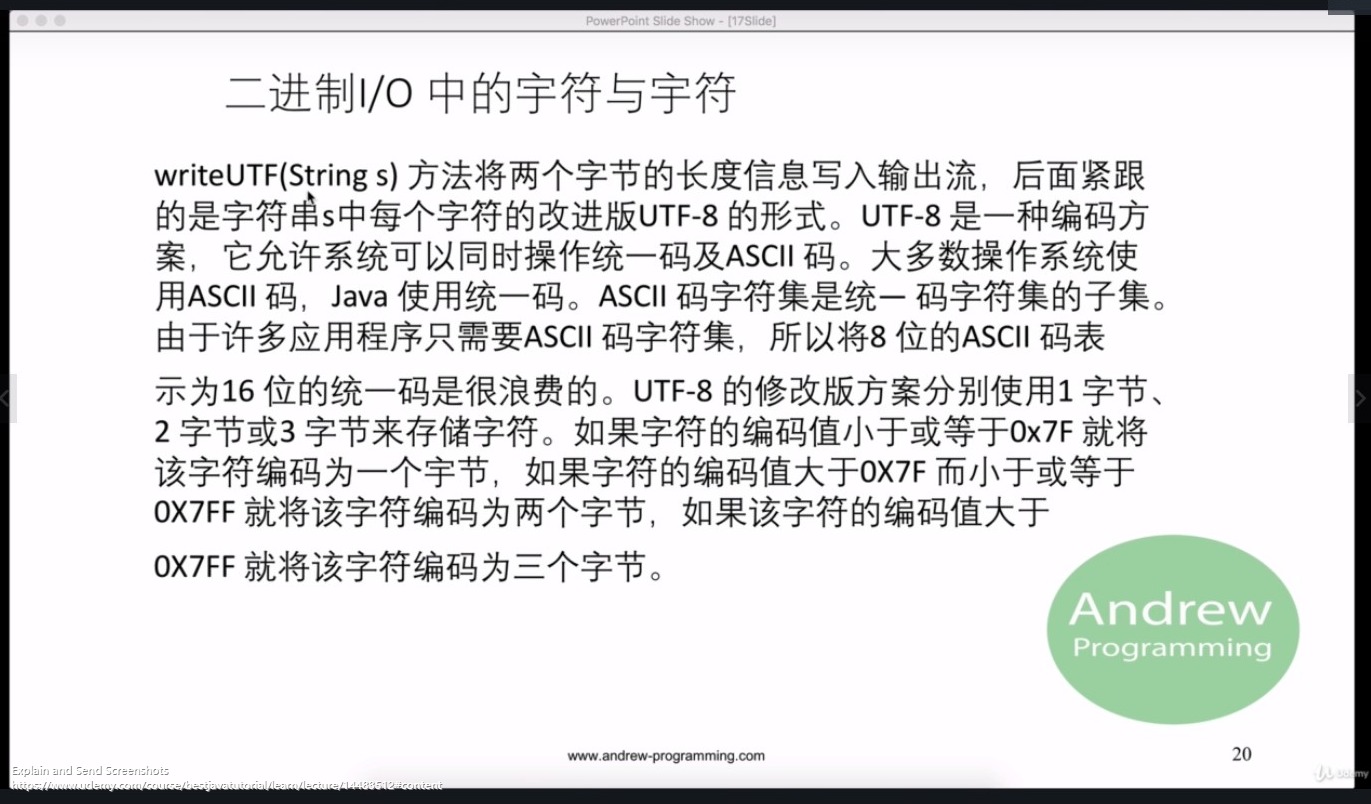 PowerPoint Slide Show - [17Slide]
二进制I/O 中的宇符与宇符
writeUTF(String s) 方法将两个字节的长度信息写入输出流，后面紧跟
的是字符串s中每个字符的改进版UTF-8 的形式。UTF-8 是一种编码方
案，它允许系统可以同时操作统一码及ASCII 码。大多数操作系统使
用ASCII 码，Java 使用统一码。ASCII 码字符集是统— 码字符集的子集。
由于许多应用程序只需要ASCII 码字符集，所以将8 位的ASCII 码表
示为16 位的统一码是很浪费的。UTF-8 的修改版方案分别使用1 字节、
2 字节或3 字节来存储字符。如果字符的编码值小于或等于0x7F 就将
该字符编码为一个宇节，如果字符的编码值大于0X7F 而小于或等于
0X7FF 就将该字符编码为两个字节，如果该字符的编码值大于
0X7FF 就将该字符编码为三个字节。
Andrew
Programming
www.andrew-programming.com
20
Explain and Send Screenshots
https://www.udemy.com/course/bestjavatutorial/learn/lecture/14483512#content
Udemy